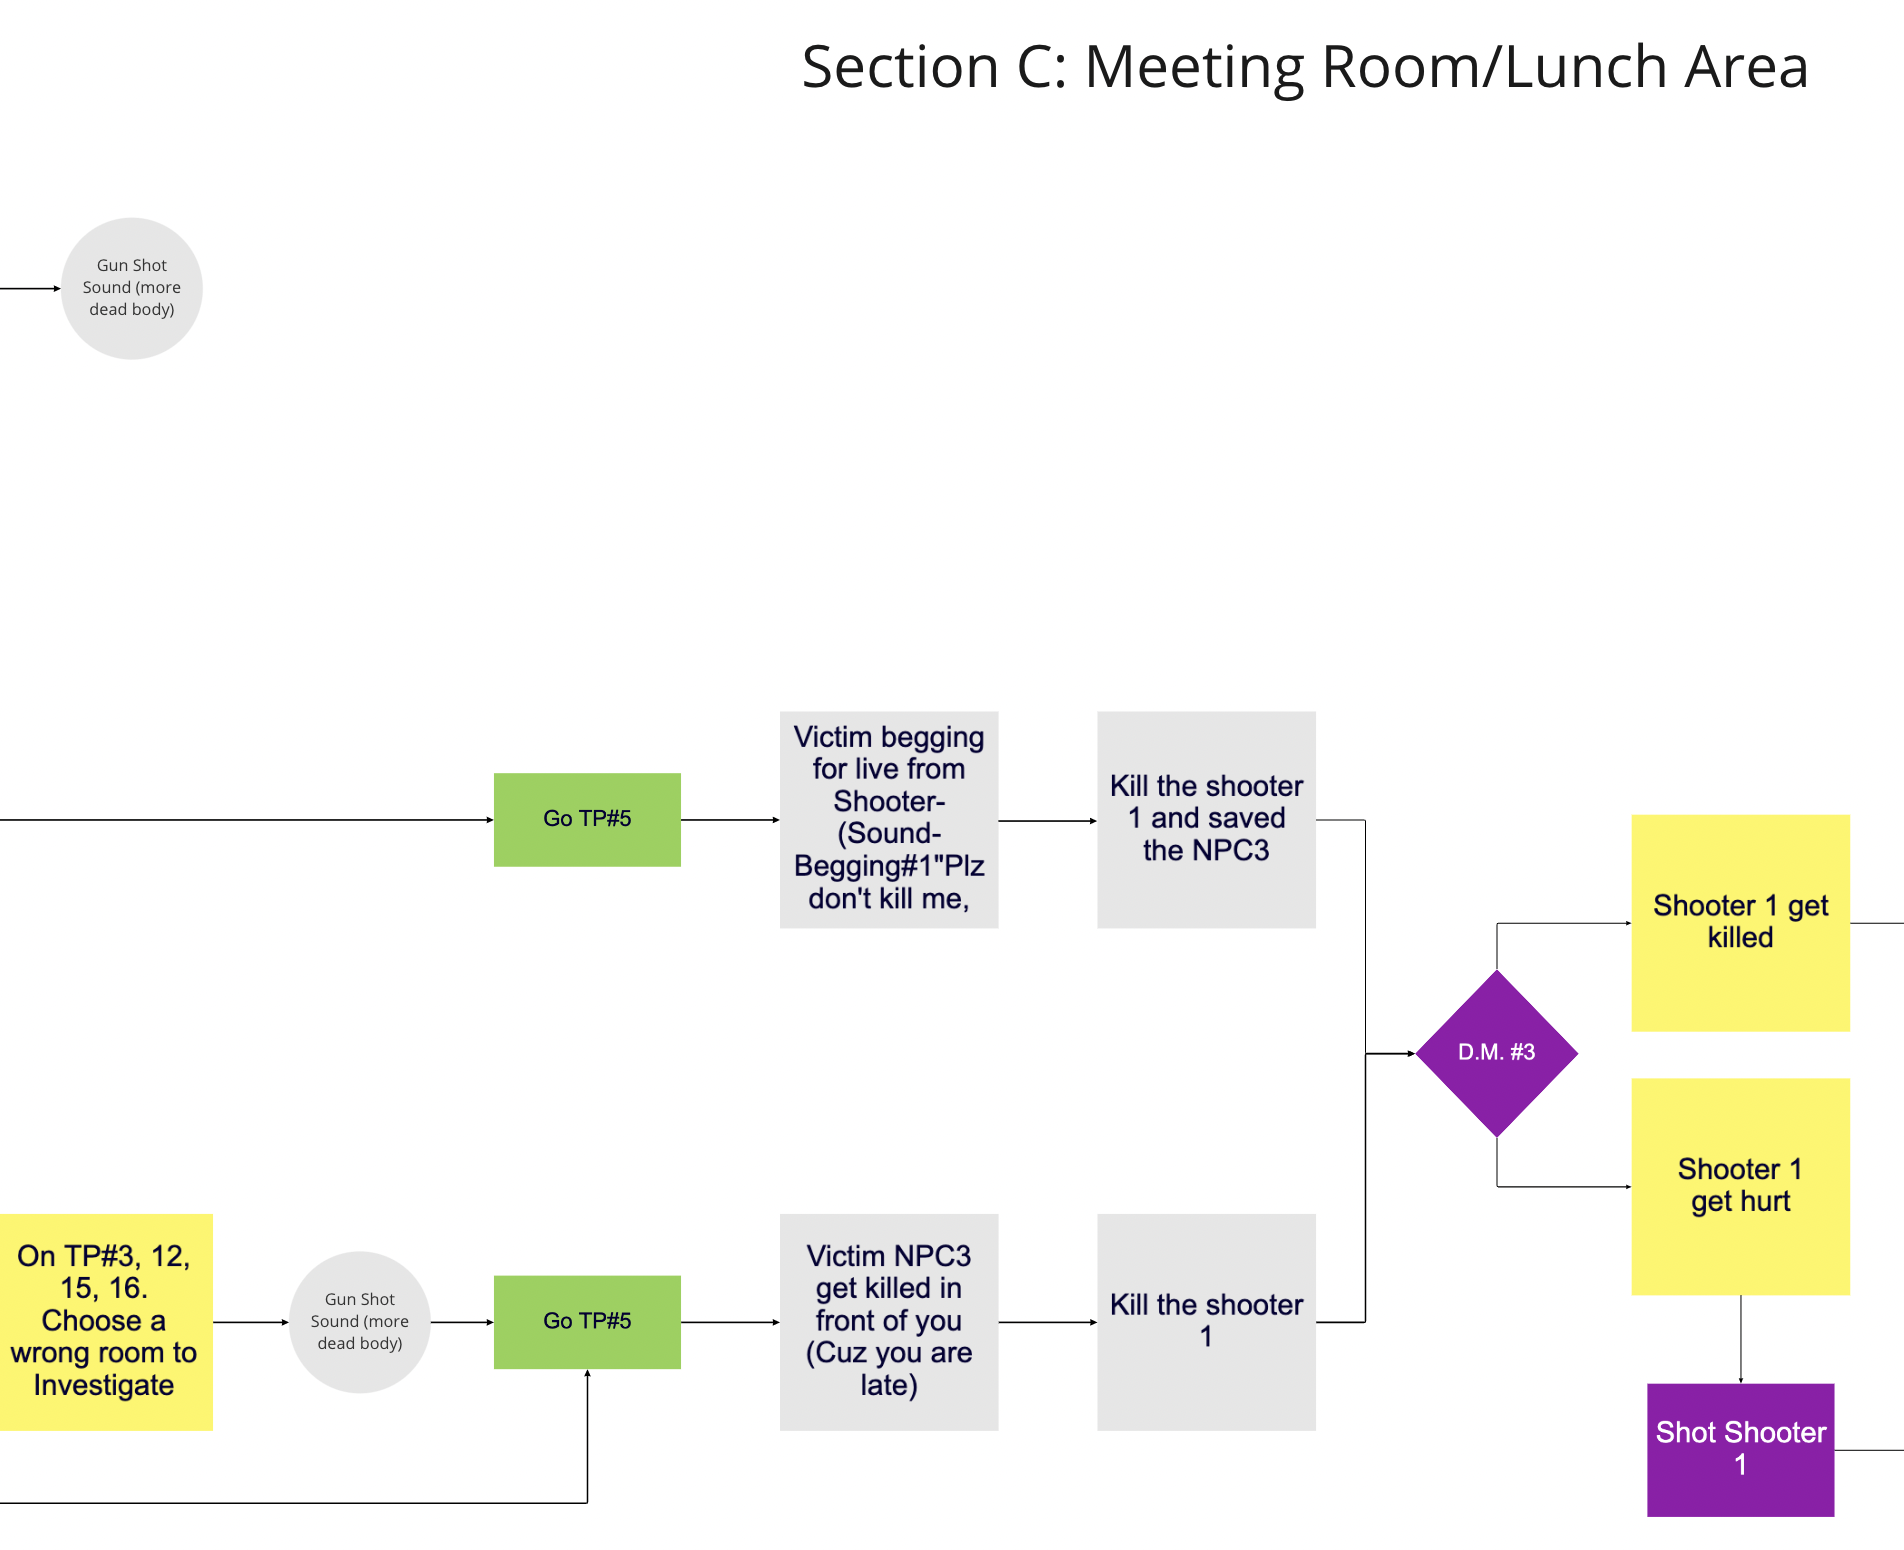 Section C: Meeting Room/Lunch Area
Gun Shot
Sound (more
dead body)
Go TP#5
Victim begging
for live from
Shooter-
(Sound-
Begging#1"Plz
don't kill me,
Kill the shooter
1 and saved
the NPC3
Shooter 1 get
killed
D.M. #3
Shooter 1
get hurt
On TP#3, 12,
15, 16.
Choose a
wrong room to
Investigate
Gun Shot
Sound (more
dead body)
Go TP#5
Victim NPC3
get killed in
front of you
(Cuz you are
late)
Kill the shooter
1
Shot Shooter
1